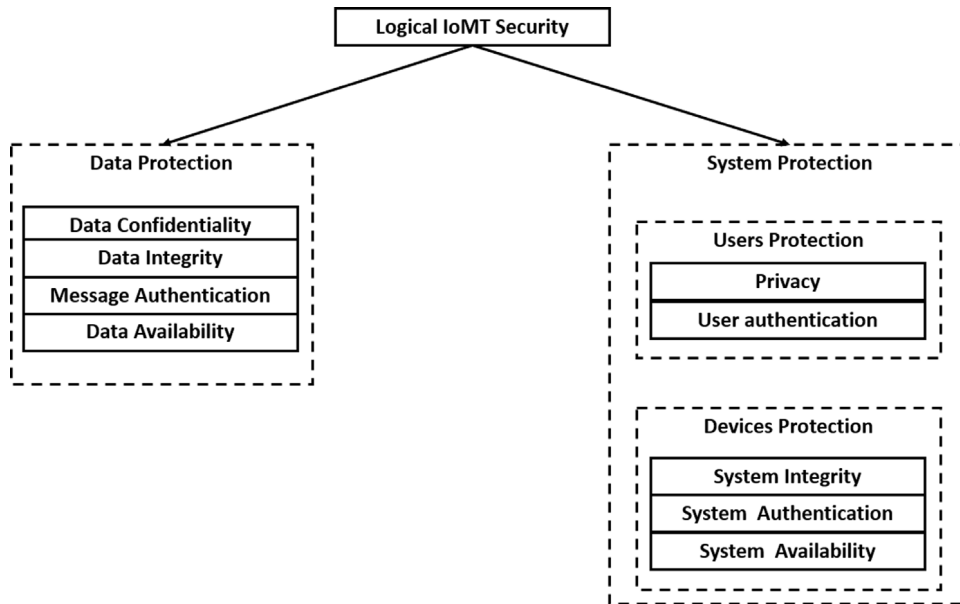 Logical IoMT Security
Data Protection
Data Confidentiality
Data Integrity
Message Authentication
Data Availability
System Protection
Users Protection
Privacy
User authentication
Devices Protection
System Integrity
System Authentication
System Availability